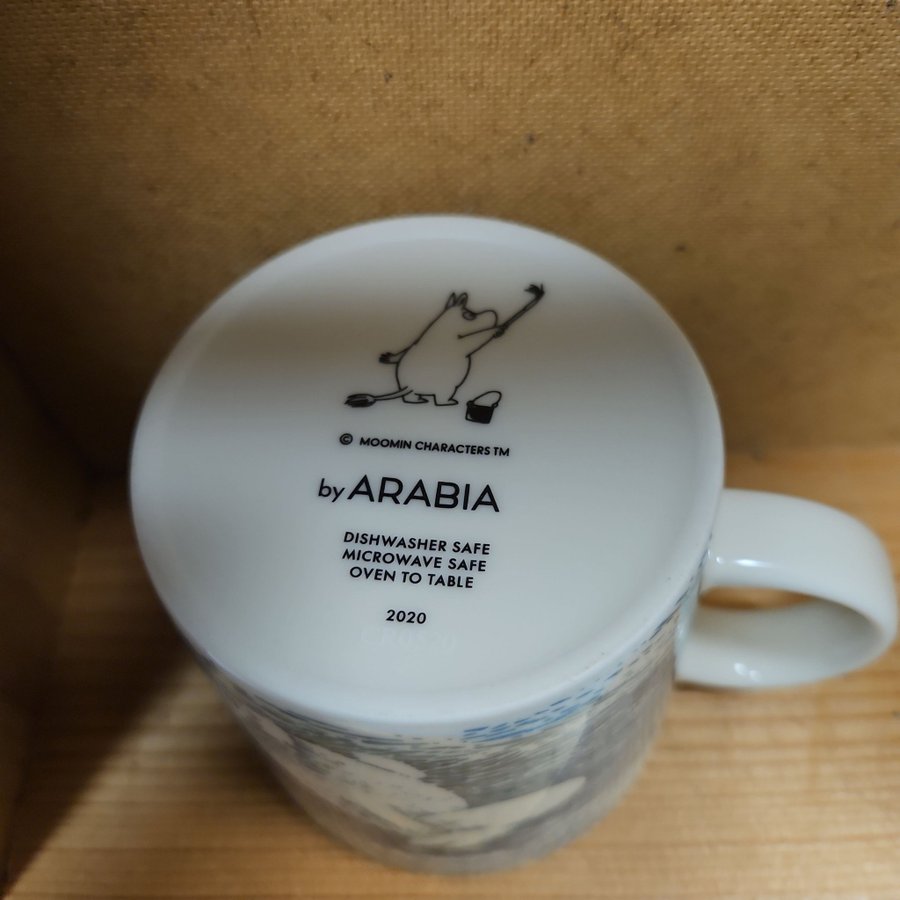 © MOOMIN CHARACTERS TM
by ARABIA
DISHWASHER SAFE
MICROWAVE SAFE
OVEN TO TABLE
2020